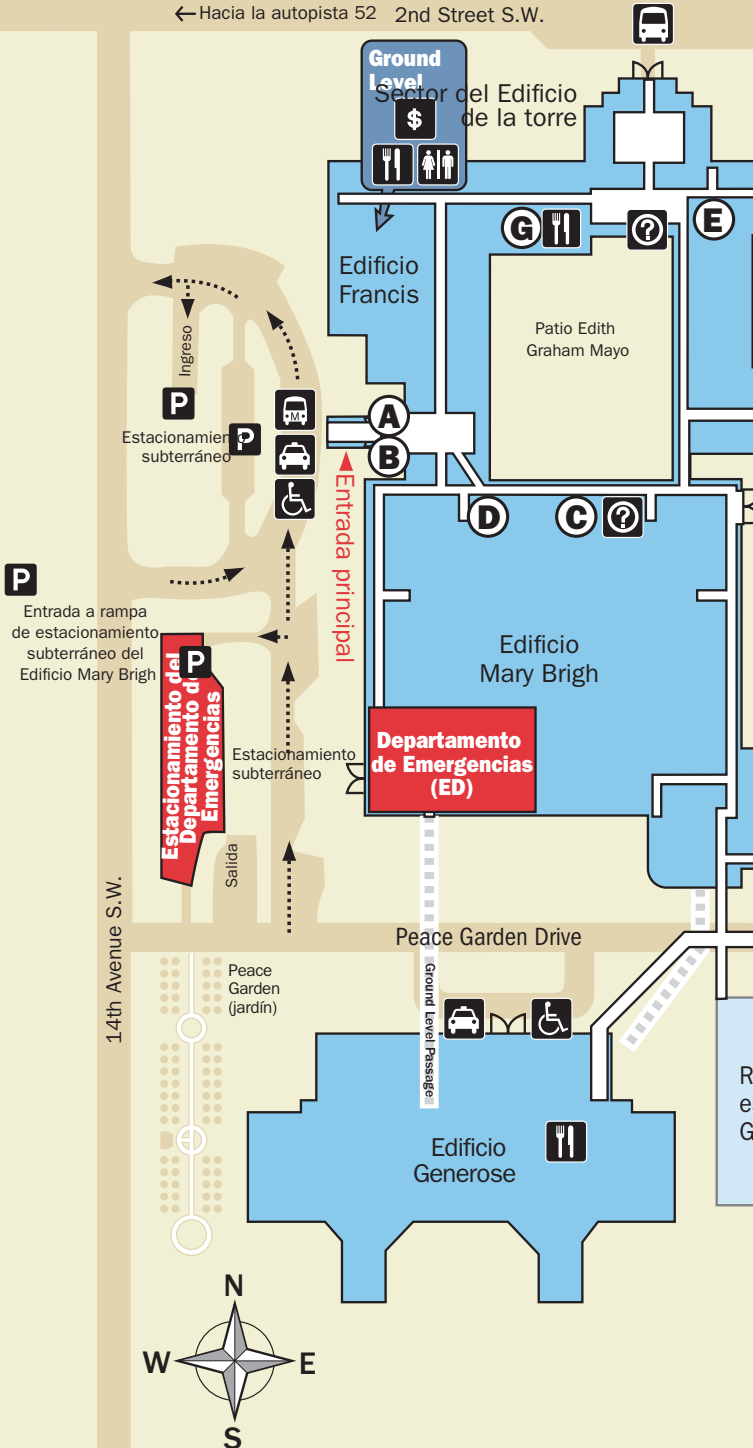 Hacia la autopista 52
2nd Street S.W.
Ground
Level
$
Sector del Edificio
de la torre
G
?
E
Edificio
Francis
Patio Edith
Graham Mayo
Ingreso
P
Estacionamiento
subterráneo
P
M
A
B
Entrada principal
D
C
?
P
Entrada a rampa
de estacionamiento
subterráneo del
Edificio Mary Brigh
Edificio
Mary Brigh
P
Estacionamiento del
Departamento de
Emergencias
Estacionamiento
subterráneo
Departamento
de Emergencias
(ED)
Salida
14th Avenue S.W.
Peace Garden Drive
Peace
Garden
(jardín)
Ground Level Passage
R
e
G
Edificio
Generose
N
W
E
S